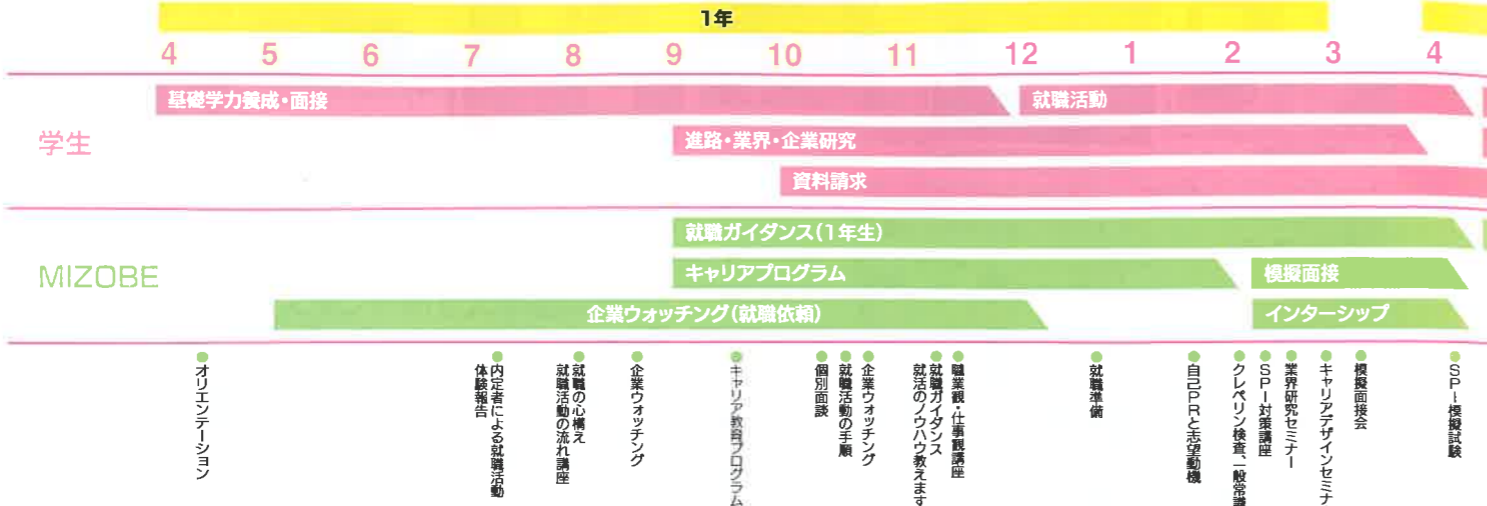 1年
4 5 6 7 8 9 10 11 12 1 2 3 4
学生
基礎学力養成・面接
就職活動
進路・業界・企業研究
資料請求
MIZOBE
就職ガイダンス(1年生)
キャリアプログラム
模擬面接
企業ウォッチング(就職依頼)
インターシップ
オリエンテーション
内定者による就職活動
体験報告
就職の心構え
就職活動の流れ講座
企業ウォッチング
キャリア教育プログラム
個別面談
就職活動の手順
企業ウォッチング
就職ガイダンス
就活のノウハウ教えます
職業観・仕事観講座
就職準備
自己PRと志望動機
クレペリン検査、一般常識
SPI対策講座
業界研究セミナー
キャリアデザインセミナ
模擬面接会
SPI模擬試験